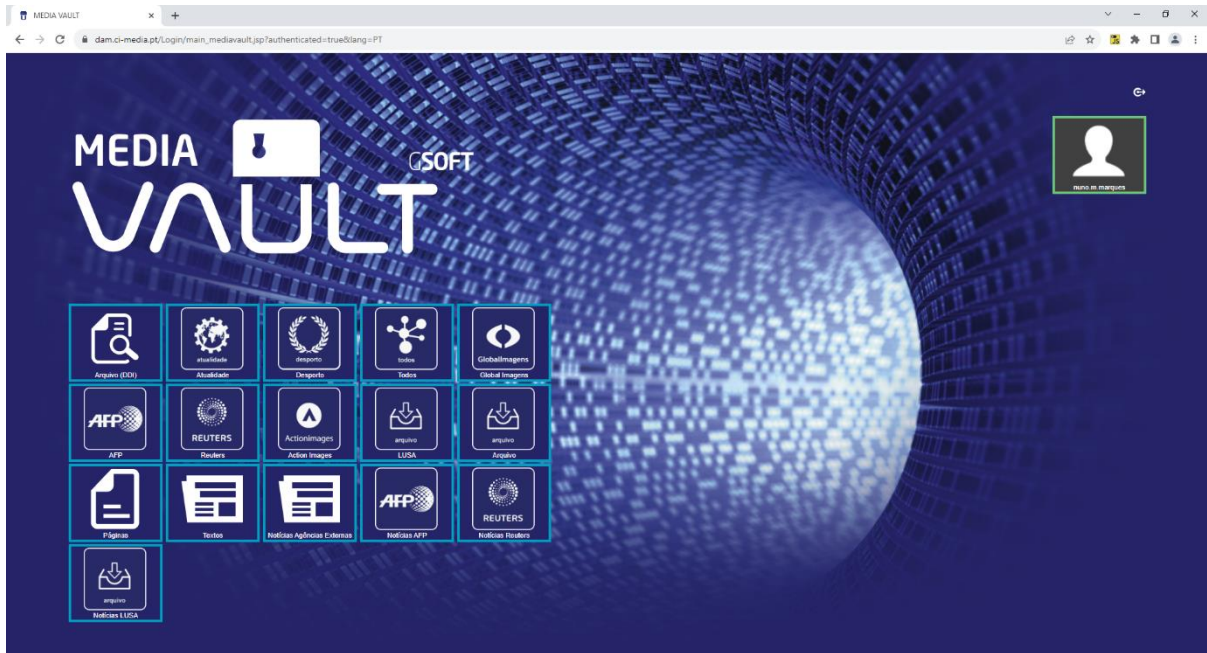 MEDIA VAULT
dam.ci-media.pt/Login/main_mediavault.jsp?authenticated=true&lang=PT
MEDIA
GSOFT
VAULT
nuno.m.marques
atualidade
desporto
todos
GlobalImagens
Arquivo (DDI)
Atualidade
Desporto
Todos
Global Imagens
AFP
REUTERS
Actionimages
arquivo
arquivo
AFP
Reuters
Action Images
LUSA
Arquivo
AFP
REUTERS
Páginas
Textos
Notícias Agências Externas
Notícias AFP
Notícias Reuters
arquivo
Notícias LUSA